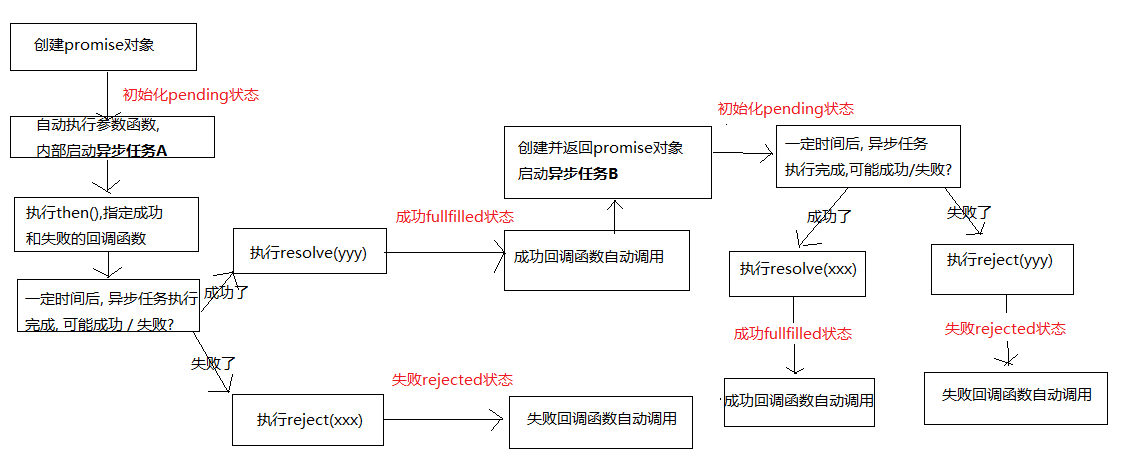 创建promise对象
初始化pending状态
自动执行参数函数,
内部启动异步任务A
执行then(),指定成功
和失败的回调函数
一定时间后, 异步任务执行
完成, 可能成功 / 失败?
成功了
执行resolve(yyy)
成功fullfilled状态
成功回调函数自动调用
失败了
执行reject(xxx)
失败rejected状态
失败回调函数自动调用
创建并返回promise对象
启动异步任务B
初始化pending状态
一定时间后, 异步任务
执行完成,可能成功/失败?
成功了
执行resolve(xxx)
成功fullfilled状态
成功回调函数自动调用
失败了
执行reject(yyy)
失败rejected状态
失败回调函数自动调用